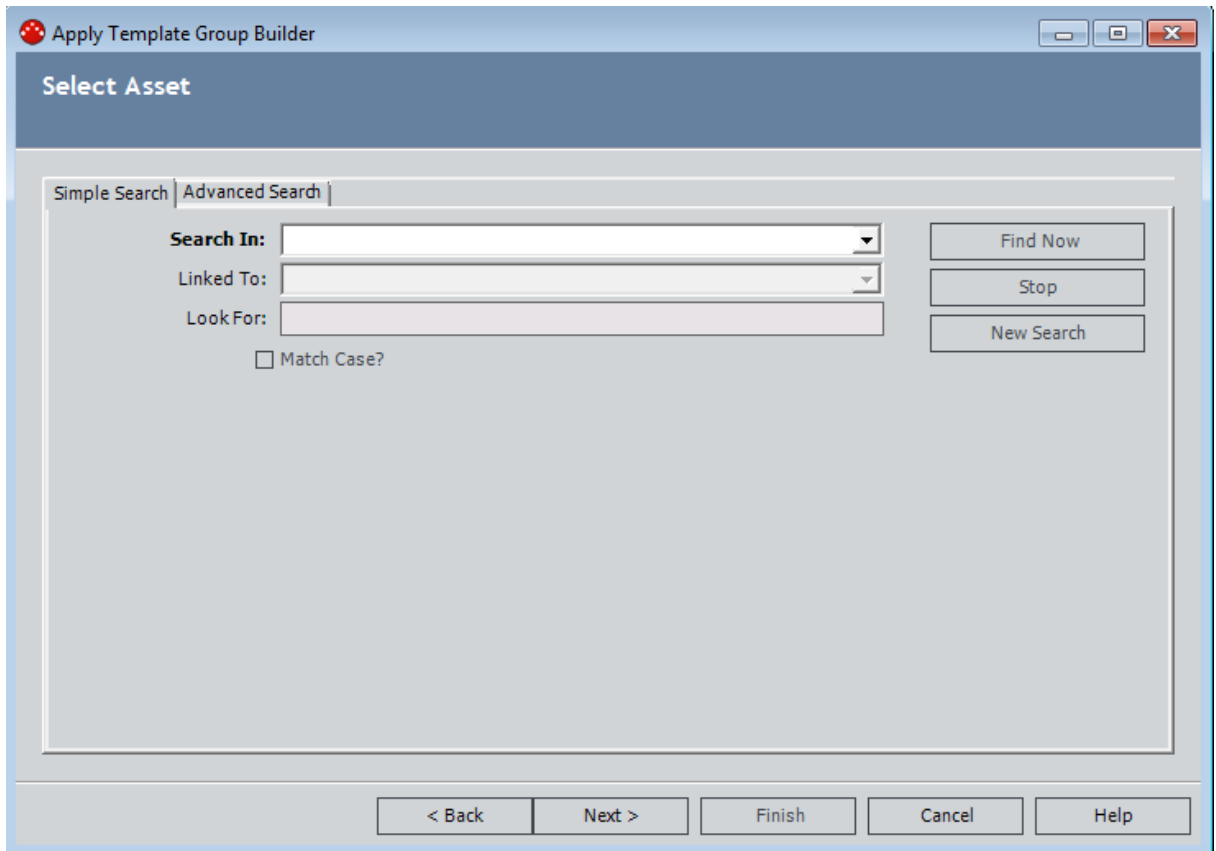 Apply Template Group Builder
Select Asset
Simple Search Advanced Search
Search In:
Find Now
Linked To:
Stop
Look For:
New Search
Match Case?
< Back Next > Finish Cancel Help